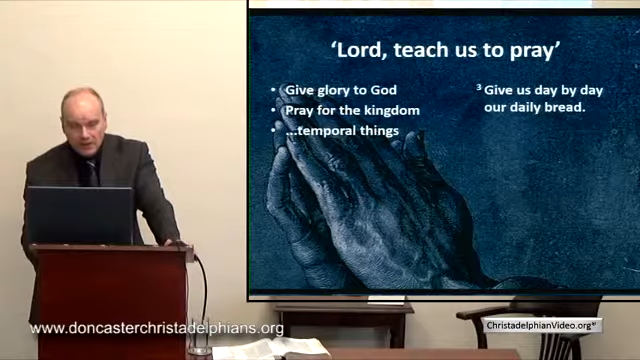 ‘Lord, teach us to pray’
• Give glory to God
• Pray for the kingdom
• ...temporal things
³ Give us day by day
our daily bread.
www.doncasterchristadelphians.org
ChristadelphianVideo.org